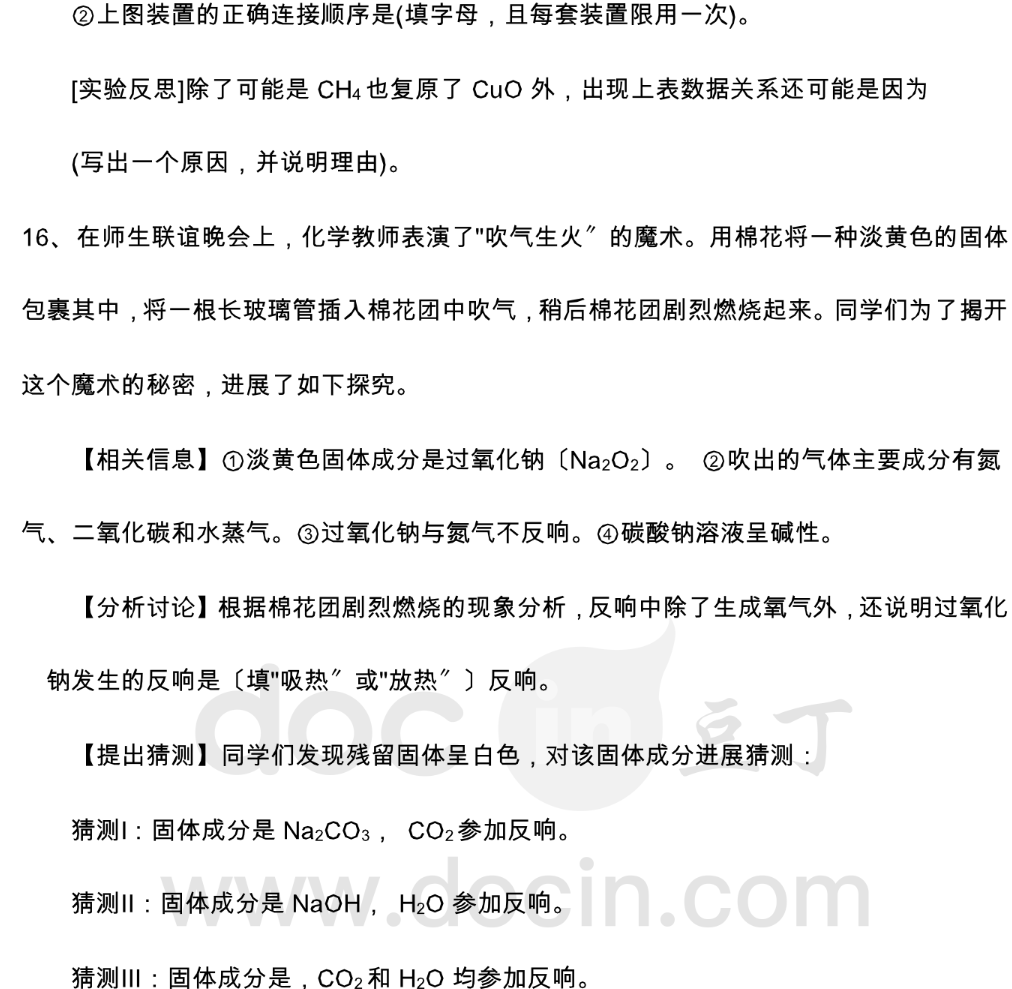 ②上图装置的正确连接顺序是(填字母，且每套装置限用一次)。
[实验反思]除了可能是 CH₄也复原了 CuO 外，出现上表数据关系还可能是因为
(写出一个原因，并说明理由)。
16、在师生联谊晚会上，化学教师表演了"吹气生火〞的魔术。用棉花将一种淡黄色的固体
包裹其中，将一根长玻璃管插入棉花团中吹气，稍后棉花团剧烈燃烧起来。同学们为了揭开
这个魔术的秘密，进展了如下探究。
【相关信息】①淡黄色固体成分是过氧化钠〔Na₂O₂〕。 ②吹出的气体主要成分有氮
气、二氧化碳和水蒸气。③过氧化钠与氮气不反响。④碳酸钠溶液呈碱性。
【分析讨论】根据棉花团剧烈燃烧的现象分析，反响中除了生成氧气外，还说明过氧化
钠发生的反响是〔填"吸热〞或"放热〞〕反响。
【提出猜测】同学们发现残留固体呈白色，对该固体成分进展猜测：
猜测I：固体成分是 Na₂CO₃， CO₂参加反响。
猜测II：固体成分是 NaOH， H₂O 参加反响。
猜测III：固体成分是，CO₂和 H₂O 均参加反响。
docin 豆丁
www.docin.com